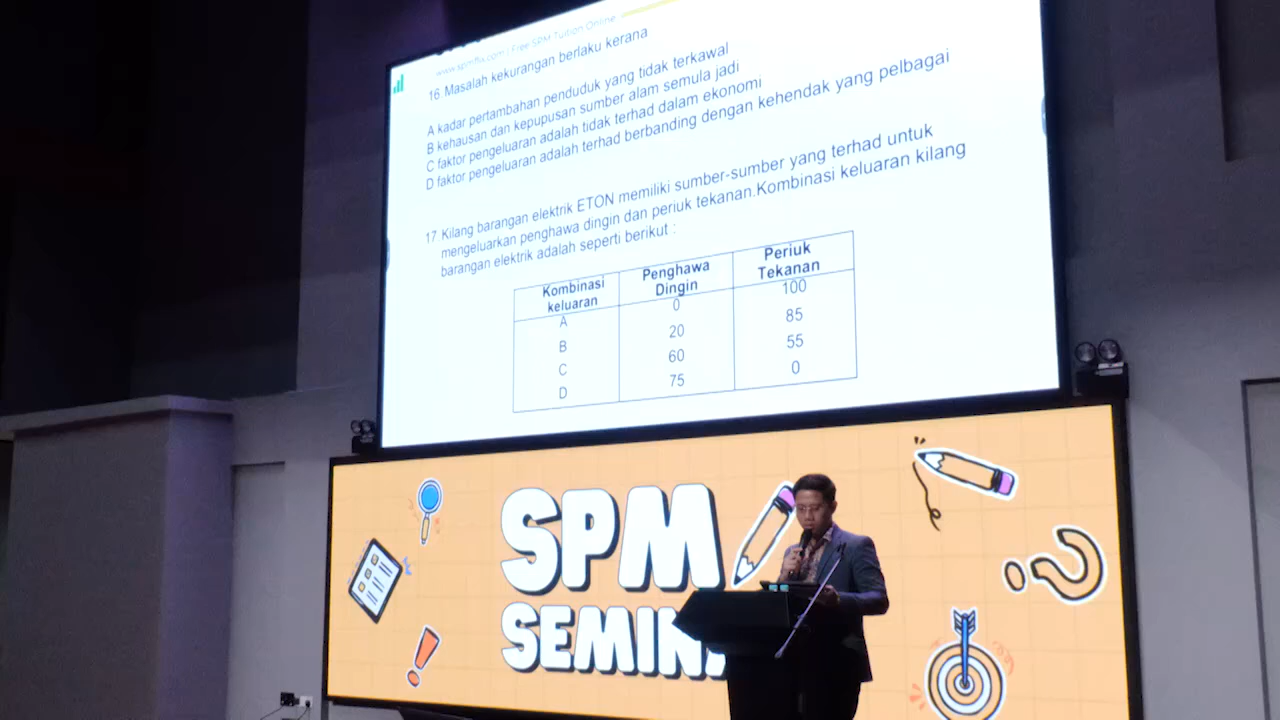 www.spmflix.com | Free SPM Tuition Online
16. Masalah kekurangan berlaku kerana
A kadar pertambahan penduduk yang tidak terkawal
B kehausan dan kepupusan sumber alam semula jadi
C faktor pengeluaran adalah tidak terhad dalam ekonomi
D faktor pengeluaran adalah terhad berbanding dengan kehendak yang pelbagai
17. Kilang barangan elektrik ETON memiliki sumber-sumber yang terhad untuk
mengeluarkan penghawa dingin dan periuk tekanan.Kombinasi keluaran kilang
barangan elektrik adalah seperti berikut :
Kombinasi keluaran Penghawa Dingin Periuk Tekanan
A 0 100
B 20 85
C 60 55
D 75 0
SPM
SEMIN